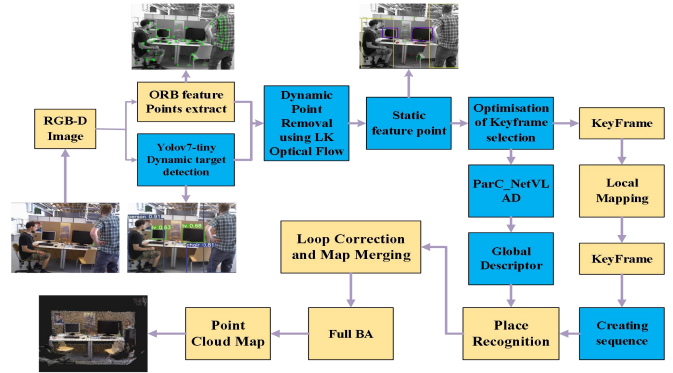 RGB-D
Image
ORB feature
Points extract
Yolov7-tiny
Dynamic target
detection
Dynamic
Point
Removal
using LK
Optical Flow
Static
feature point
Optimisation
of Keyframe
selection
KeyFrame
ParC_NetVL
AD
Local
Mapping
Global
Descriptor
KeyFrame
Loop Correction
and Map Merging
Point
Cloud Map
Full BA
Place
Recognition
Creating
sequence